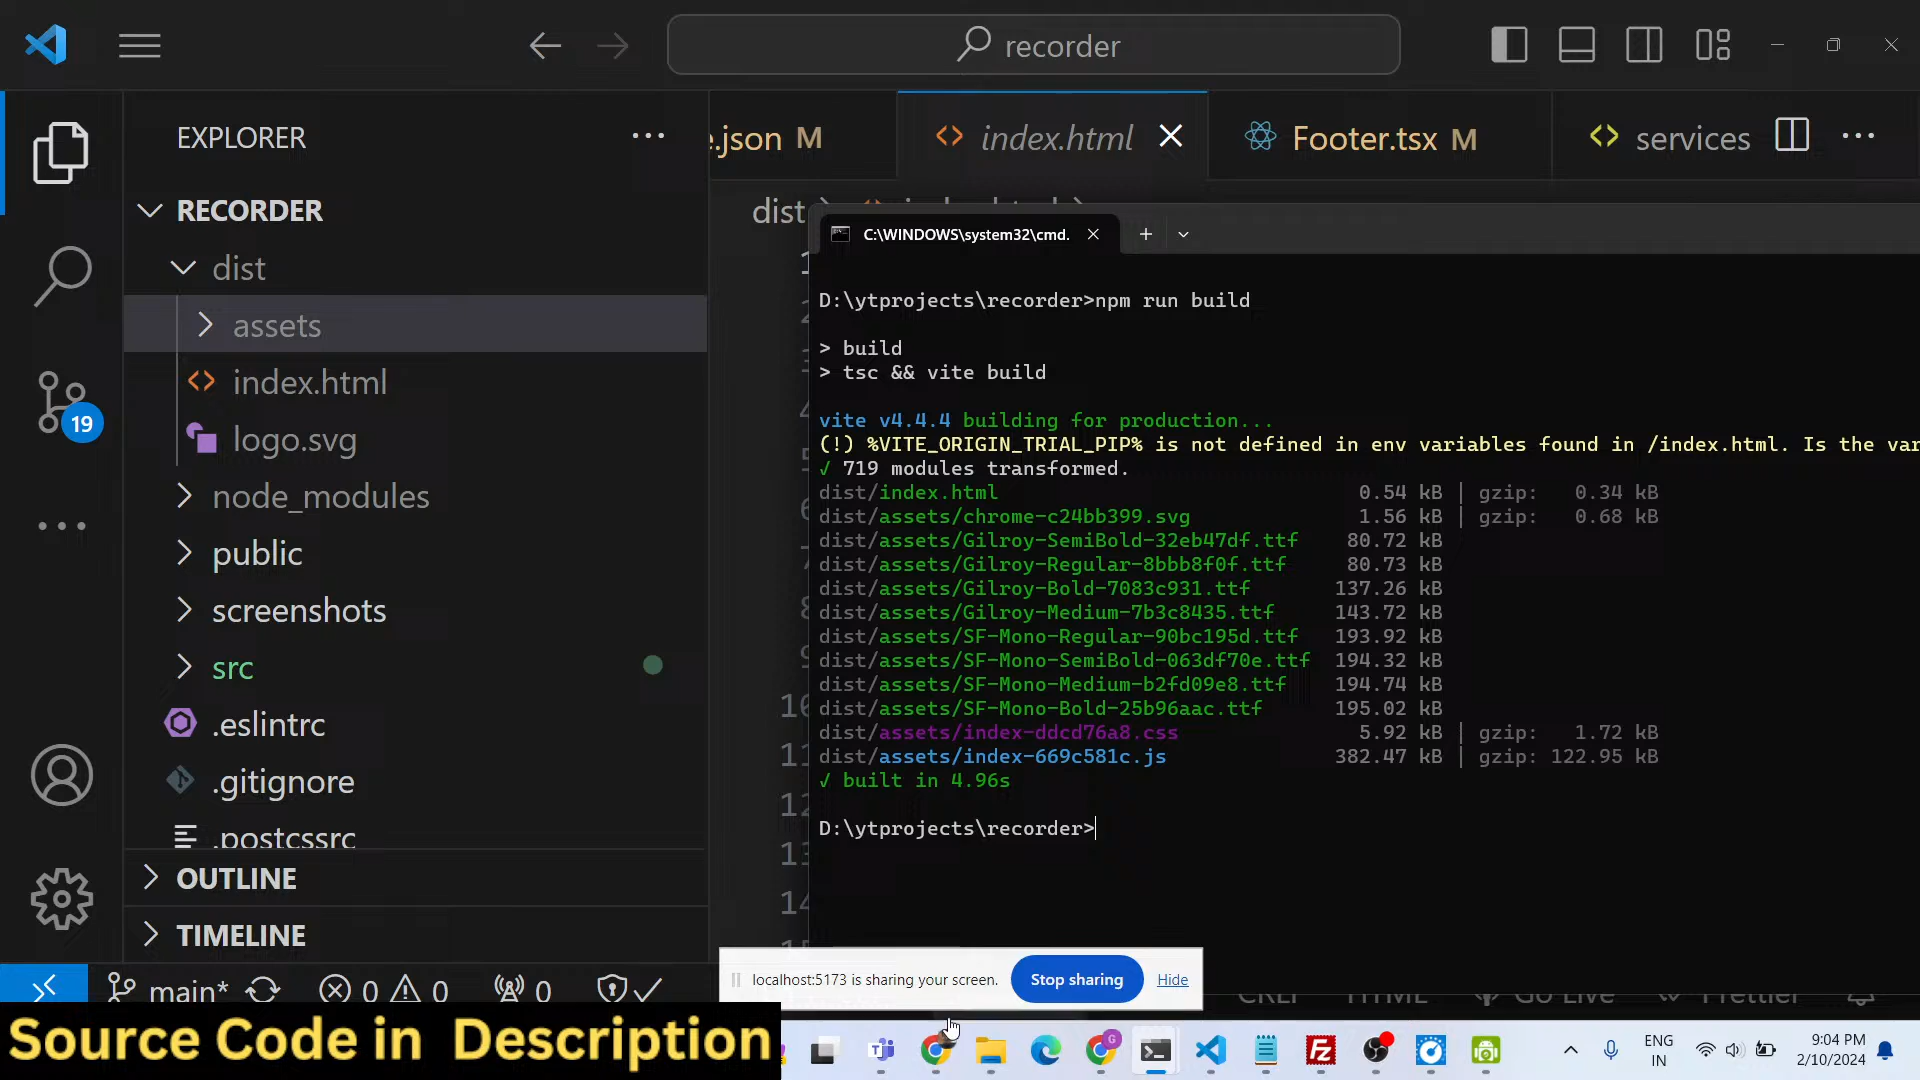 recorder
EXPLORER
.json M
index.html
Footer.tsx M
services
RECORDER
dist
assets
index.html
logo.svg
node_modules
public
screenshots
src
.eslintrc
.gitignore
.postcssrc
OUTLINE
TIMELINE
19
dist
C:\WINDOWS\system32\cmd.
D:\ytprojects\recorder>npm run build
> build
> tsc && vite build
vite v4.4.4 building for production...
(!) %VITE_ORIGIN_TRIAL_PIP% is not defined in env variables found in /index.html. Is the var
√ 719 modules transformed.
dist/index.html 0.54 kB | gzip: 0.34 kB
dist/assets/chrome-c24bb399.svg 1.56 kB | gzip: 0.68 kB
dist/assets/Gilroy-SemiBold-32eb47df.ttf 80.72 kB
dist/assets/Gilroy-Regular-8bbb8f0f.ttf 80.73 kB
dist/assets/Gilroy-Bold-7083c931.ttf 137.26 kB
dist/assets/Gilroy-Medium-7b3c8435.ttf 143.72 kB
dist/assets/SF-Mono-Regular-90bc195d.ttf 193.92 kB
dist/assets/SF-Mono-SemiBold-063df70e.ttf 194.32 kB
dist/assets/SF-Mono-Medium-b2fd09e8.ttf 194.74 kB
dist/assets/SF-Mono-Bold-25b96aac.ttf 195.02 kB
dist/assets/index-ddcd76a8.css 5.92 kB | gzip: 1.72 kB
dist/assets/index-669c581c.js 382.47 kB | gzip: 122.95 kB
√ built in 4.96s
D:\ytprojects\recorder>
localhost:5173 is sharing your screen. Stop sharing Hide
main* 0 0 0
Source Code in Description
ENG
IN
9:04 PM
2/10/2024